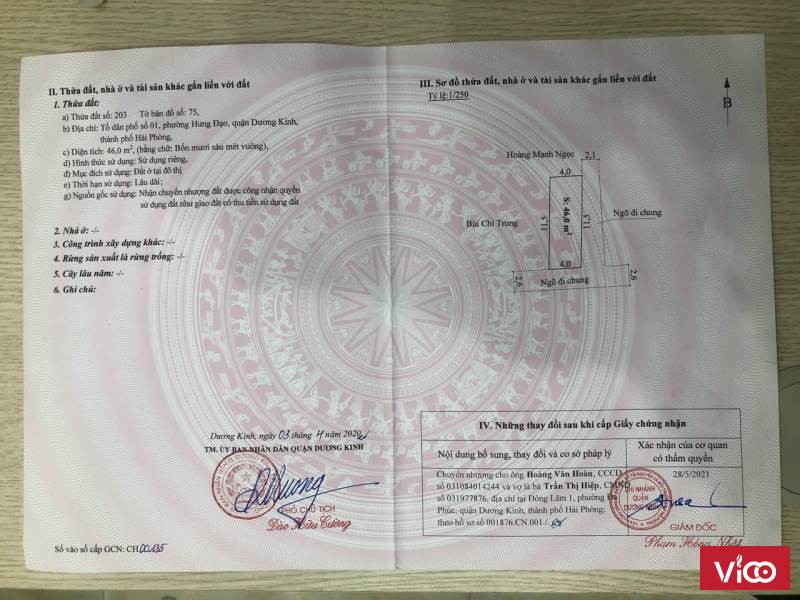 II. Thửa đất, nhà ở và tài sản khác gắn liền với đất
1. Thửa đất:
a) Thửa đất số: 203 Tờ bản đồ số: 75,
b) Địa chỉ: Tổ dân phố số 01, phường Hưng Đạo, quận Dương Kinh,
thành phố Hải Phòng,
c) Diện tích: 46,0 m², (bằng chữ: Bốn mươi sáu mét vuông),
d) Hình thức sử dụng: Sử dụng riêng,
đ) Mục đích sử dụng: Đất ở tại đô thị
e) Thời hạn sử dụng: Lâu dài;
g) Nguồn gốc sử dụng: Nhận chuyển nhượng đất được công nhận quyền
sử dụng đất như giao đất có thu tiền sử dụng đất
2. Nhà ở: -/-
3. Công trình xây dựng khác: -/-
4. Rừng sản xuất là rừng trồng: -/-
5. Cây lâu năm: -/-
6. Ghi chú:
Dương Kinh, ngày 03 tháng 4 năm 2020
TM. ỦY BAN NHÂN DÂN QUẬN DƯƠNG KINH
PHÓ CHỦ TỊCH
Đào Hữu Cường
Số vào sổ cấp GCN: CH.00135
III. Sơ đồ thửa đất, nhà ở và tài sản khác gắn liền với đất
Tỷ lệ:1/250
B
Hoàng Mạnh Ngọc
2,1
4,0
Bùi Chí Trung
11,5
S: 46,0 m²
11,5
Ngõ đi chung
4,0
2,6
Ngõ đi chung
2,6
IV. Những thay đổi sau khi cấp Giấy chứng nhận
Nội dung bổ sung, thay đổi và cơ sở pháp lý
Xác nhận của cơ quan
có thẩm quyền
Chuyển nhượng cho ông Hoàng Văn Hoàn, CCCD
số 031084014244 và vợ là bà Trần Thị Hiệp, CMND
số 031977876, địa chỉ tại Đồng Lãm 1, phường Đa
Phúc, quận Dương Kinh, thành phố Hải Phòng;
theo hồ sơ số 001876.CN.001./
28/5/2021
CHI NHÁNH
QUẬN
DƯƠNG KINH
GIÁM ĐỐC
Phạm Hồng Nhật
ViCO